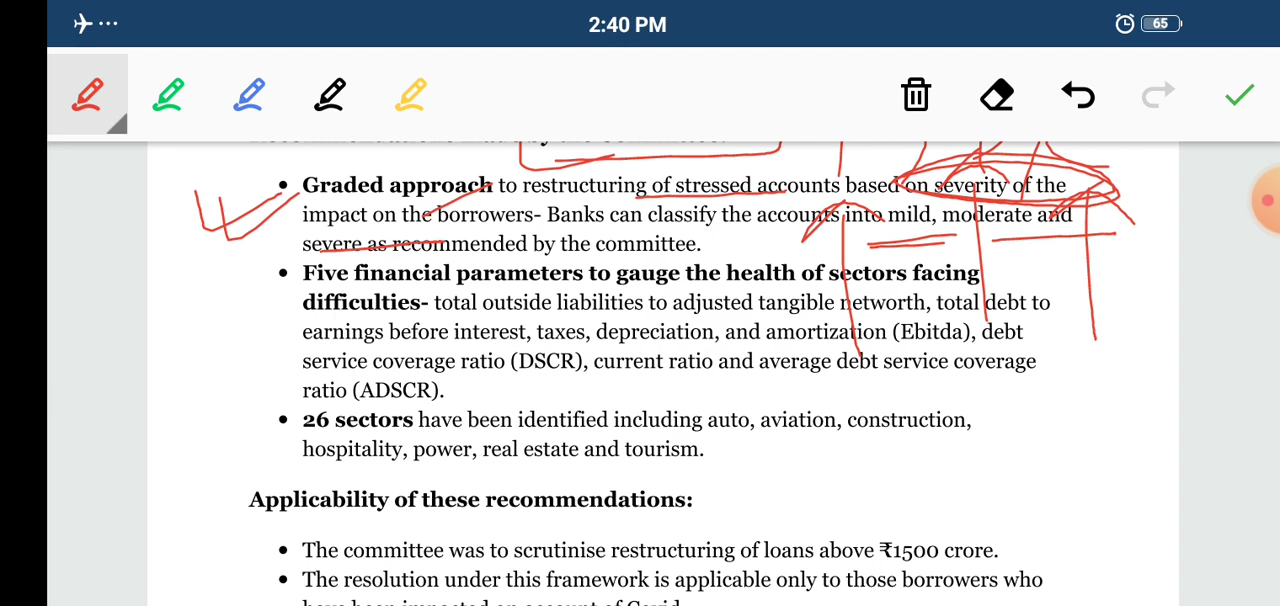 2:40 PM
65
Graded approach to restructuring of stressed accounts based on severity of the
impact on the borrowers- Banks can classify the accounts into mild, moderate and
severe as recommended by the committee.
Five financial parameters to gauge the health of sectors facing
difficulties- total outside liabilities to adjusted tangible networth, total debt to
earnings before interest, taxes, depreciation, and amortization (Ebitda), debt
service coverage ratio (DSCR), current ratio and average debt service coverage
ratio (ADSCR).
26 sectors have been identified including auto, aviation, construction,
hospitality, power, real estate and tourism.
Applicability of these recommendations:
The committee was to scrutinise restructuring of loans above ₹1500 crore.
The resolution under this framework is applicable only to those borrowers who